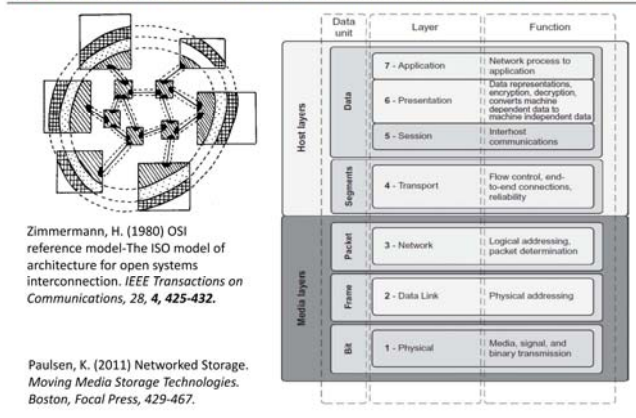 Zimmermann, H. (1980) OSI
reference model-The ISO model of
architecture for open systems
interconnection. IEEE Transactions on
Communications, 28, 4, 425-432.
Paulsen, K. (2011) Networked Storage.
Moving Media Storage Technologies.
Boston, Focal Press, 429-467.
Data
unit
Layer
Function
Host layers
Data
7 - Application
Network process to
application
6 - Presentation
Data representations,
encryption, decryption,
converts machine
dependent data to
machine independent data
5 - Session
Interhost
communications
Segments
4 - Transport
Flow control, end-
to-end connections,
reliability
Media layers
Packet
3 - Network
Logical addressing,
packet determination
Frame
2 - Data Link
Physical addressing
Bit
1 - Physical
Media, signal, and
binary transmission